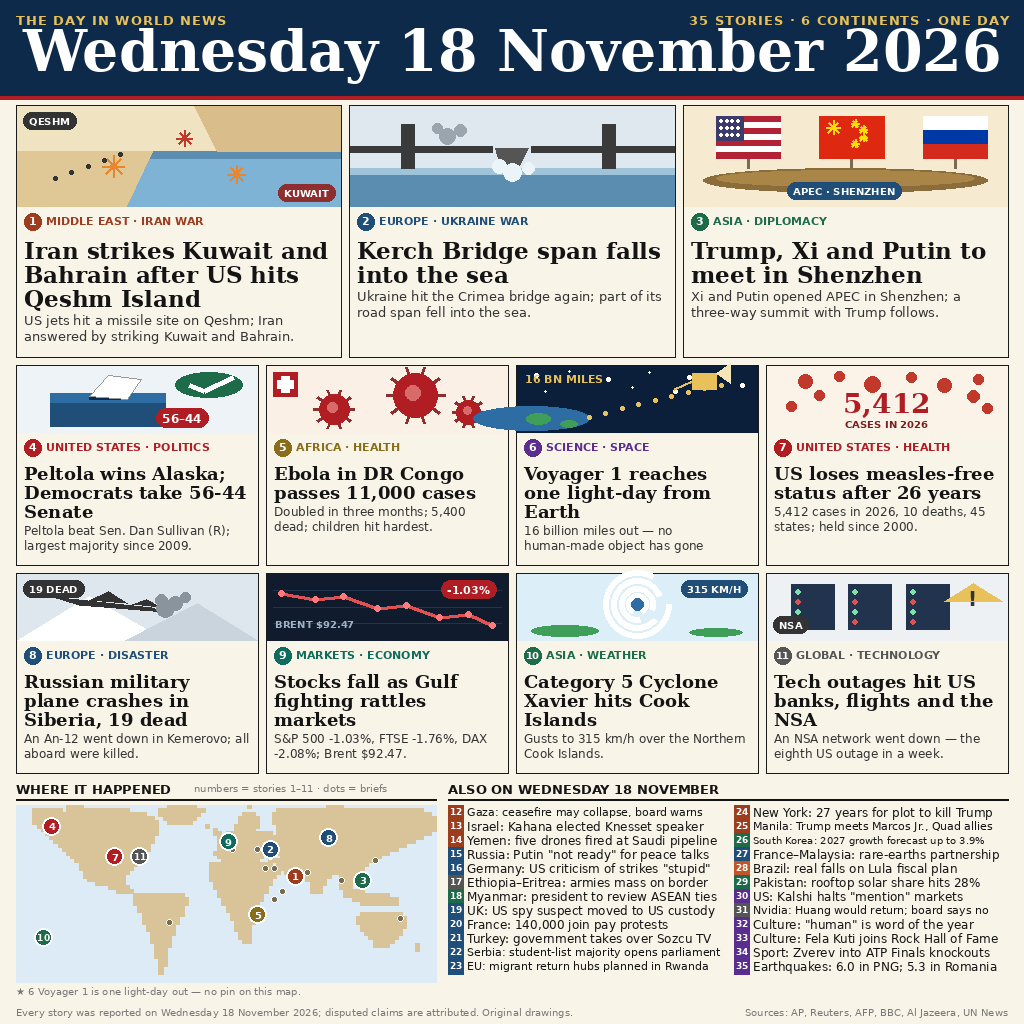 THE DAY IN WORLD NEWS
35 STORIES · 6 CONTINENTS · ONE DAY
Wednesday 18 November 2026
QESHM
KUWAIT
1 MIDDLE EAST · IRAN WAR
Iran strikes Kuwait and
Bahrain after US hits
Qeshm Island
US jets hit a missile site on Qeshm; Iran
answered by striking Kuwait and Bahrain.
2 EUROPE · UKRAINE WAR
Kerch Bridge span falls
into the sea
Ukraine hit the Crimea bridge again; part of its
road span fell into the sea.
APEC · SHENZHEN
3 ASIA · DIPLOMACY
Trump, Xi and Putin to
meet in Shenzhen
Xi and Putin opened APEC in Shenzhen; a
three-way summit with Trump follows.
56–44
4 UNITED STATES · POLITICS
Peltola wins Alaska;
Democrats take 56-44
Senate
Peltola beat Sen. Dan Sullivan (R);
largest majority since 2009.
5 AFRICA · HEALTH
Ebola in DR Congo
passes 11,000 cases
Doubled in three months; 5,400
dead; children hit hardest.
16 BN MILES
6 SCIENCE · SPACE
Voyager 1 reaches
one light-day from
Earth
16 billion miles out — no
human-made object has gone
5,412
CASES IN 2026
7 UNITED STATES · HEALTH
US loses measles-free
status after 26 years
5,412 cases in 2026, 10 deaths, 45
states; held since 2000.
19 DEAD
8 EUROPE · DISASTER
Russian military
plane crashes in
Siberia, 19 dead
An An-12 went down in Kemerovo; all
aboard were killed.
-1.03%
BRENT $92.47
9 MARKETS · ECONOMY
Stocks fall as Gulf
fighting rattles
markets
S&P 500 -1.03%, FTSE -1.76%, DAX
-2.08%; Brent $92.47.
315 KM/H
10 ASIA · WEATHER
Category 5 Cyclone
Xavier hits Cook
Islands
Gusts to 315 km/h over the Northern
Cook Islands.
!
NSA
11 GLOBAL · TECHNOLOGY
Tech outages hit US
banks, flights and the
NSA
An NSA network went down — the
eighth US outage in a week.
WHERE IT HAPPENED
numbers = stories 1–11 · dots = briefs
4
7
11
9
2
8
1
3
5
10
★ 6 Voyager 1 is one light-day out — no pin on this map.
ALSO ON WEDNESDAY 18 NOVEMBER
12 Gaza: ceasefire may collapse, board warns
13 Israel: Kahana elected Knesset speaker
14 Yemen: five drones fired at Saudi pipeline
15 Russia: Putin "not ready" for peace talks
16 Germany: US criticism of strikes "stupid"
17 Ethiopia–Eritrea: armies mass on border
18 Myanmar: president to review ASEAN ties
19 UK: US spy suspect moved to US custody
20 France: 140,000 join pay protests
21 Turkey: government takes over Sozcu TV
22 Serbia: student-list majority opens parliament
23 EU: migrant return hubs planned in Rwanda
24 New York: 27 years for plot to kill Trump
25 Manila: Trump meets Marcos Jr., Quad allies
26 South Korea: 2027 growth forecast up to 3.9%
27 France–Malaysia: rare-earths partnership
28 Brazil: real falls on Lula fiscal plan
29 Pakistan: rooftop solar share hits 28%
30 US: Kalshi halts "mention" markets
31 Nvidia: Huang would return; board says no
32 Culture: "human" is word of the year
33 Culture: Fela Kuti joins Rock Hall of Fame
34 Sport: Zverev into ATP Finals knockouts
35 Earthquakes: 6.0 in PNG; 5.3 in Romania
Every story was reported on Wednesday 18 November 2026; disputed claims are attributed. Original drawings.
Sources: AP, Reuters, AFP, BBC, Al Jazeera, UN News